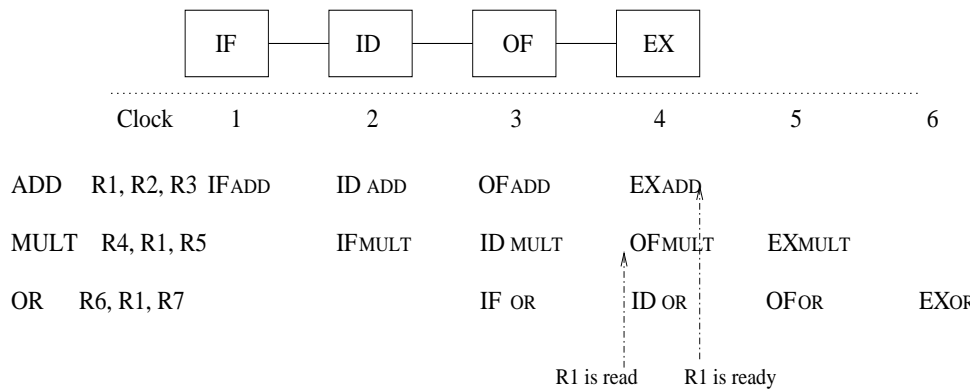 IF ID OF EX
Clock 1 2 3 4 5 6
ADD R1, R2, R3 IFADD ID ADD OFADD EXADD
MULT R4, R1, R5 IFMULT ID MULT OFMULT EXMULT
OR R6, R1, R7 IF OR ID OR OFOR EXOR
R1 is read R1 is ready